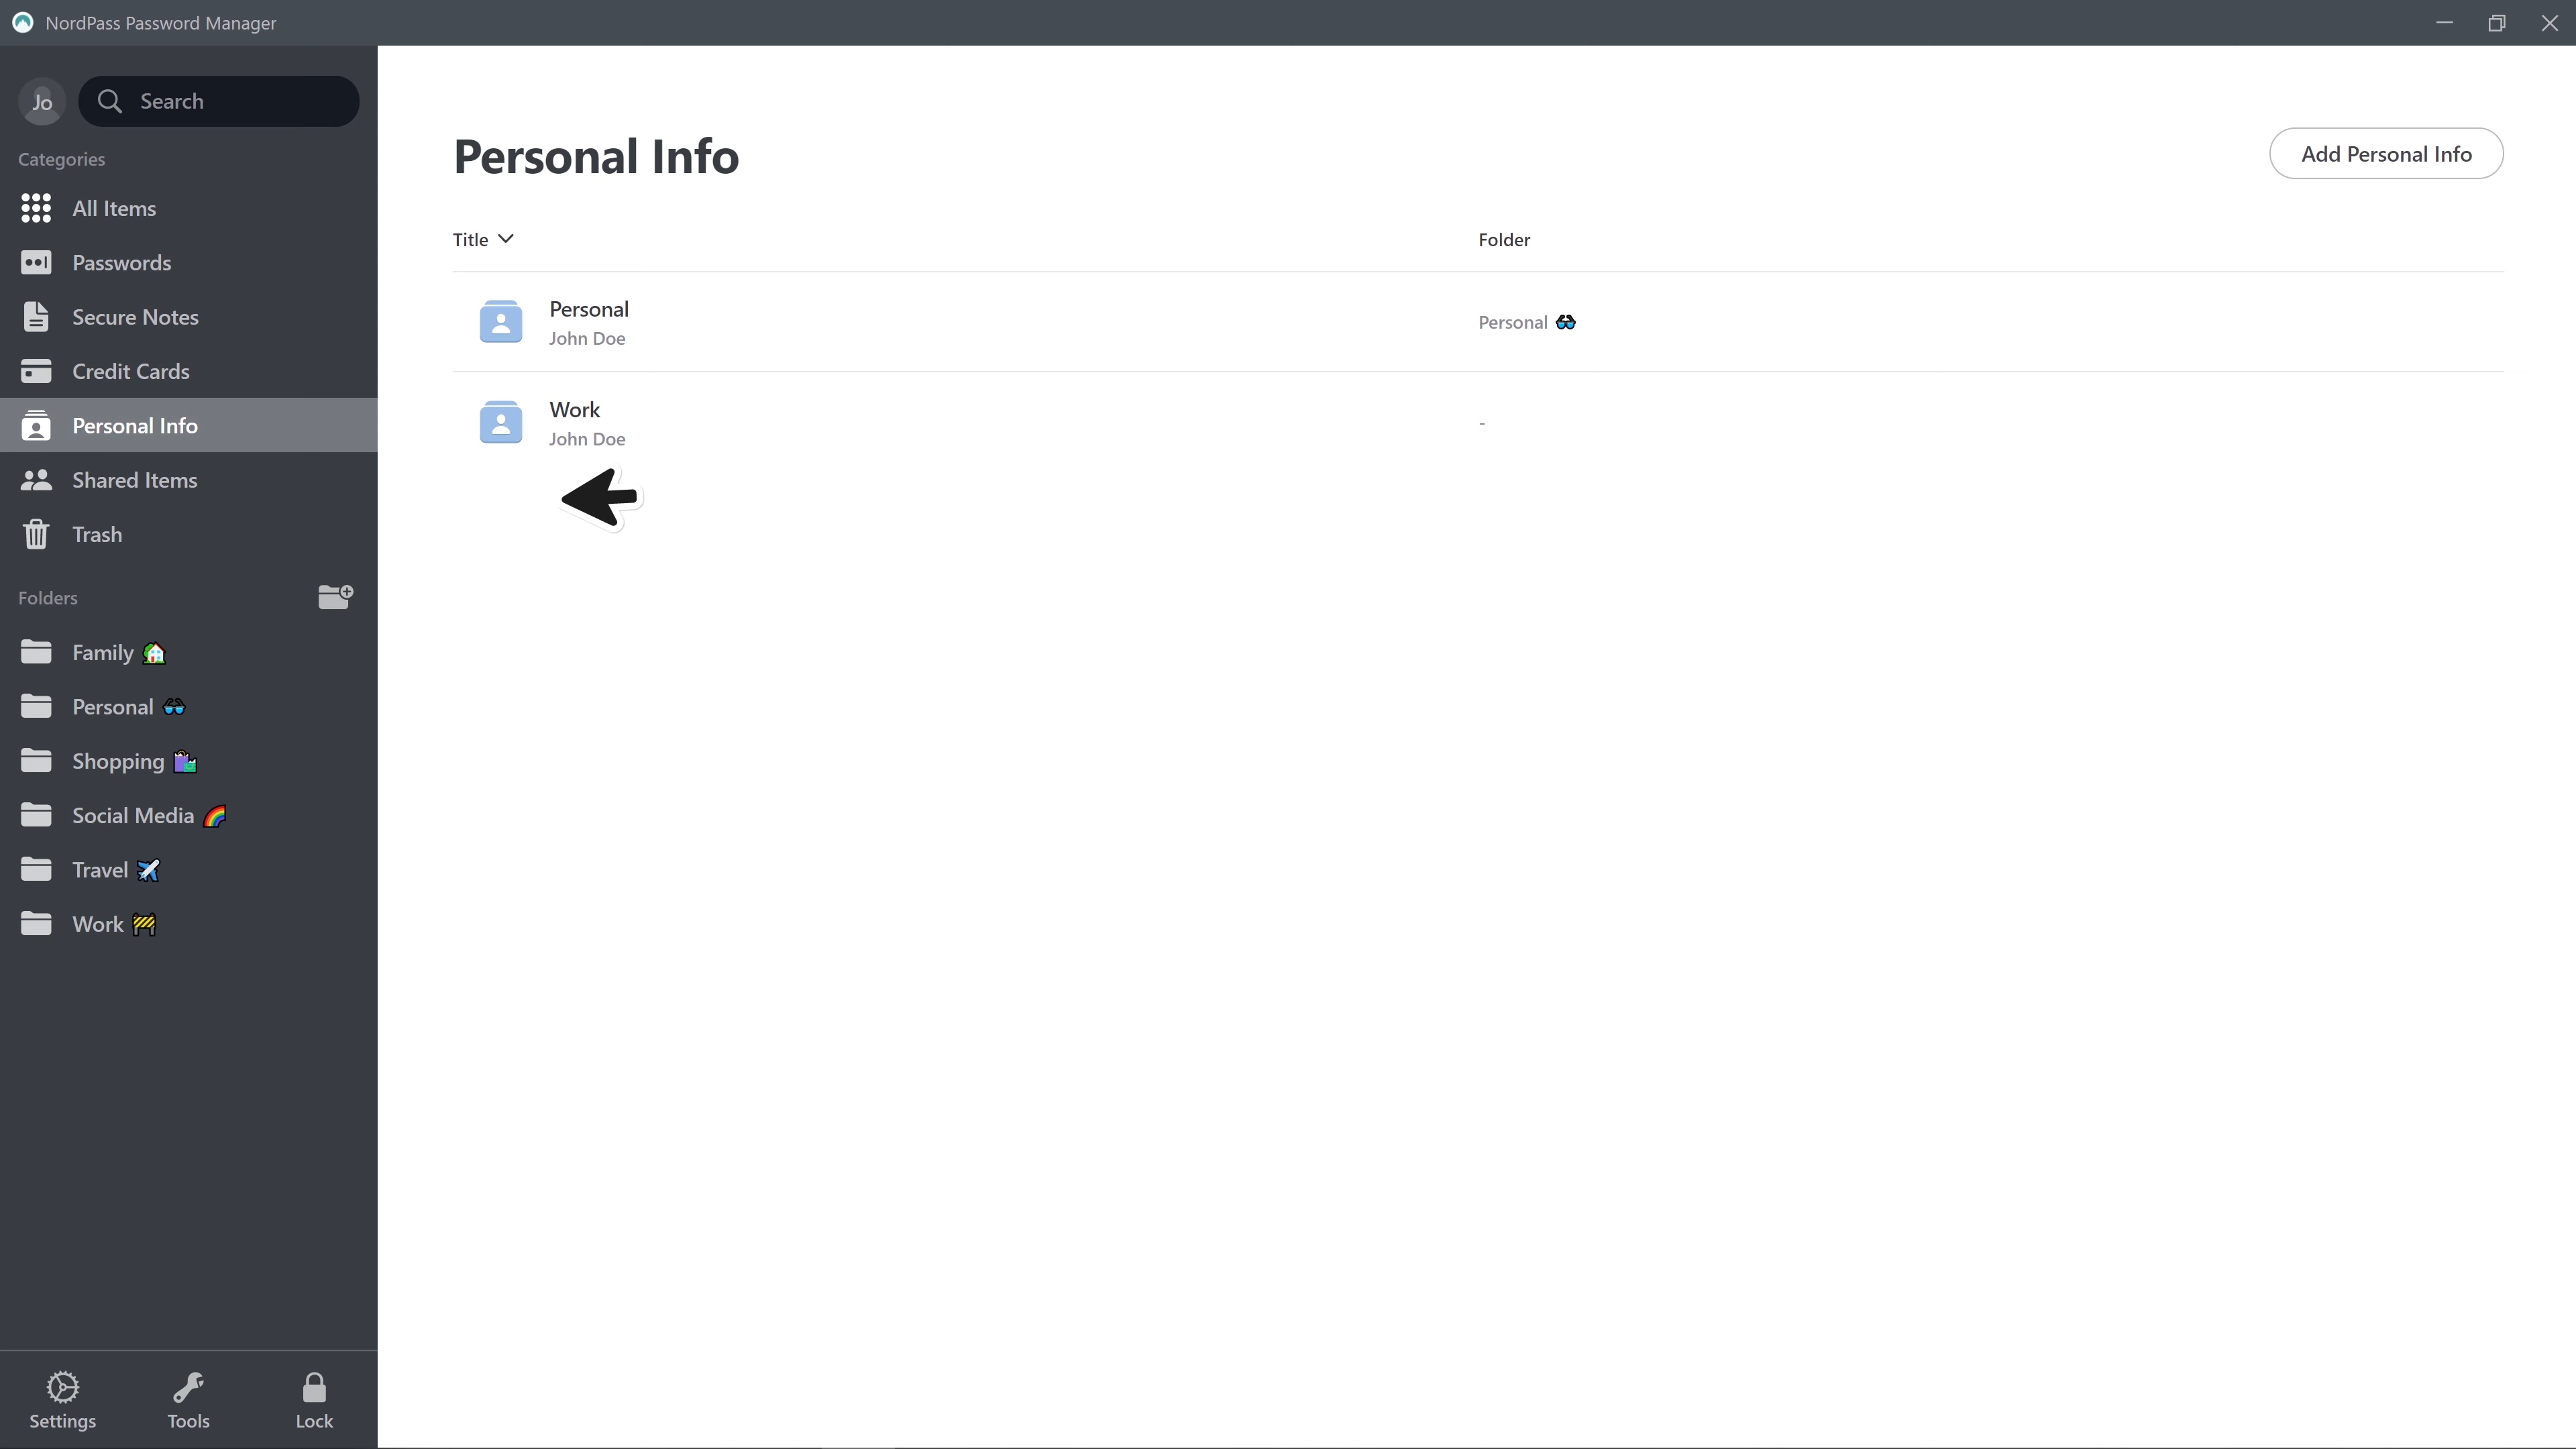 NordPass Password Manager
Jo
Search
Categories
All Items
Passwords
Secure Notes
Credit Cards
Personal Info
Shared Items
Trash
Folders
Family
Personal
Shopping
Social Media
Travel
Work
Settings
Tools
Lock
Personal Info
Add Personal Info
Title
Folder
Personal
John Doe
Personal
Work
John Doe
-